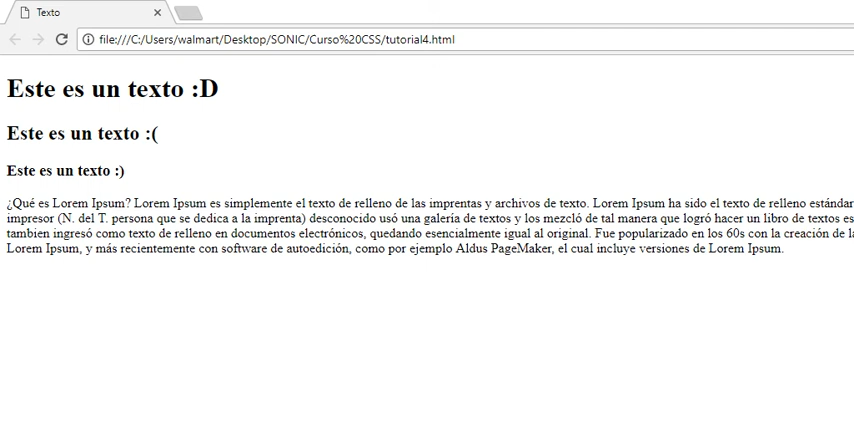 Texto
file:///C:/Users/walmart/Desktop/SONIC/Curso%20CSS/tutorial4.html
Este es un texto :D
Este es un texto :(
Este es un texto :)
¿Qué es Lorem Ipsum? Lorem Ipsum es simplemente el texto de relleno de las imprentas y archivos de texto. Lorem Ipsum ha sido el texto de relleno estándar
impresor (N. del T. persona que se dedica a la imprenta) desconocido usó una galería de textos y los mezcló de tal manera que logró hacer un libro de textos es
tambien ingresó como texto de relleno en documentos electrónicos, quedando esencialmente igual al original. Fue popularizado en los 60s con la creación de la
Lorem Ipsum, y más recientemente con software de autoedición, como por ejemplo Aldus PageMaker, el cual incluye versiones de Lorem Ipsum.